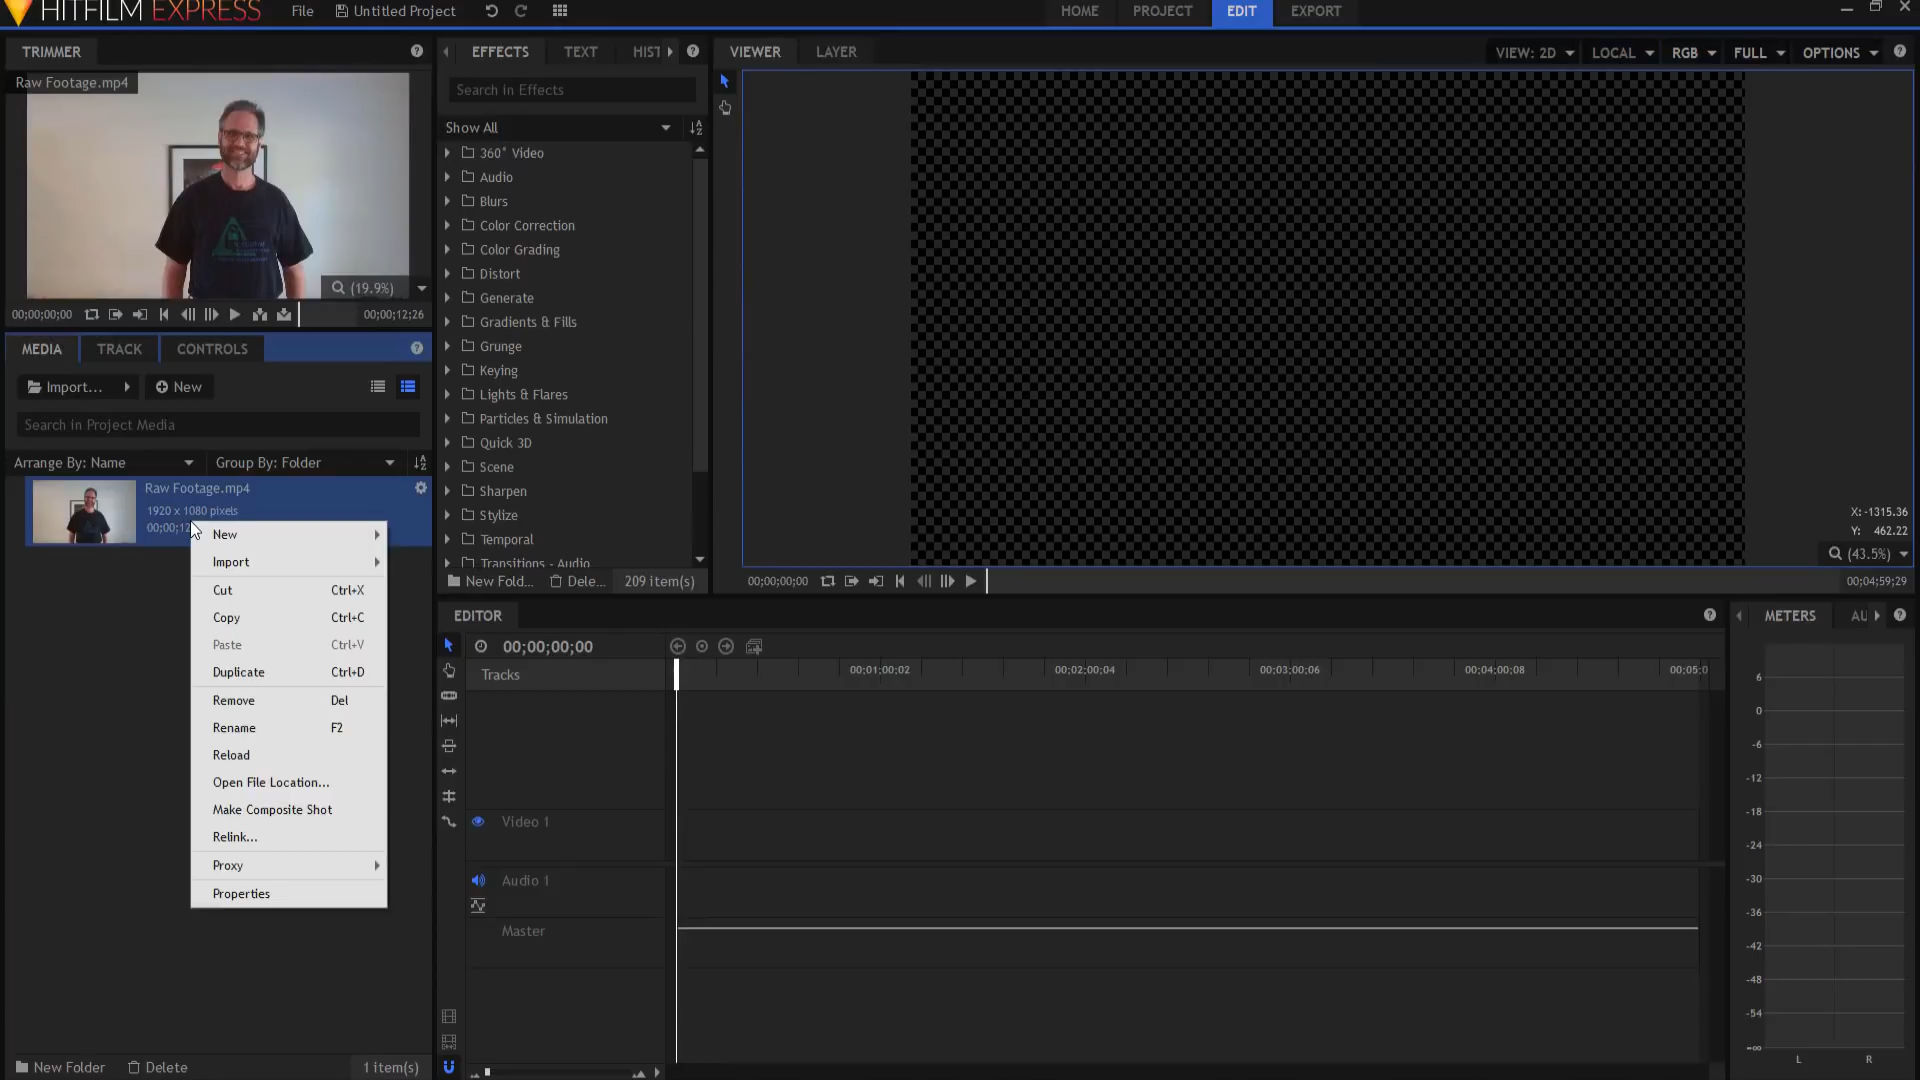 HITFILM EXPRESS
File
Untitled Project
HOME
PROJECT
EDIT
EXPORT
TRIMMER
Raw Footage.mp4
(19.9%)
00;00;00;00
00;00;12;26
MEDIA
TRACK
CONTROLS
Import...
New
Search in Project Media
Arrange By: Name
Group By: Folder
Raw Footage.mp4
1920 x 1080 pixels
New
Import
Cut Ctrl+X
Copy Ctrl+C
Paste Ctrl+V
Duplicate Ctrl+D
Remove Del
Rename F2
Reload
Open File Location...
Make Composite Shot
Relink...
Proxy
Properties
New Folder
Delete
1 item(s)
EFFECTS
TEXT
HIST
Search in Effects
Show All
360° Video
Audio
Blurs
Color Correction
Color Grading
Distort
Generate
Gradients & Fills
Grunge
Keying
Lights & Flares
Particles & Simulation
Quick 3D
Scene
Sharpen
Stylize
Temporal
Transitions - Audio
New Fold...
Dele...
209 item(s)
VIEWER
LAYER
VIEW: 2D
LOCAL
RGB
FULL
OPTIONS
X: -1315.36
Y: 462.22
(43.5%)
00;00;00;00
00;04;59;29
EDITOR
00;00;00;00
Tracks
00;01;00;02
00;02;00;04
00;03;00;06
00;04;00;08
00;05;0
Video 1
Audio 1
Master
METERS
AU
6
0
-6
-12
-18
-24
-30
-36
-42
-48
-54
-∞
L
R